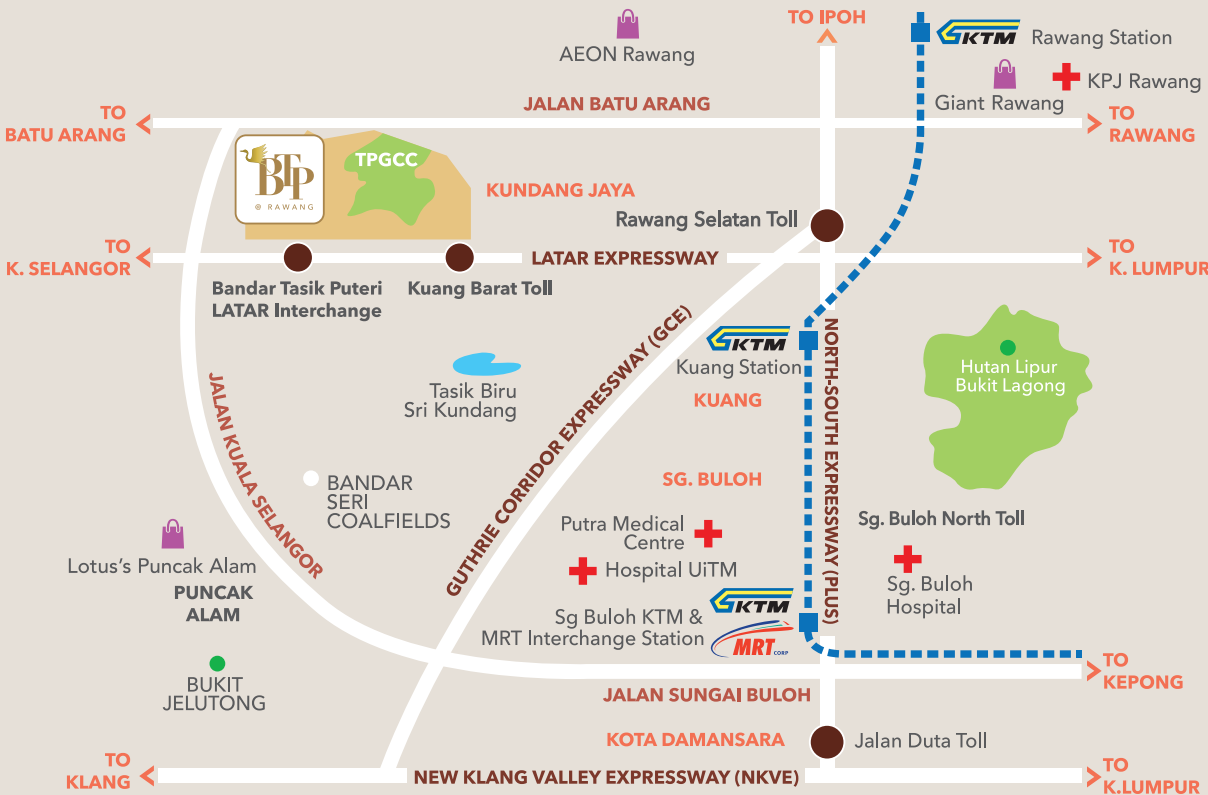 TO IPOH
KTM
Rawang Station
AEON Rawang
KPJ Rawang
Giant Rawang
JALAN BATU ARANG
TO
BATU ARANG
TO
RAWANG
BTP
@ RAWANG
TPGCC
KUNDANG JAYA
Rawang Selatan Toll
TO
K. SELANGOR
LATAR EXPRESSWAY
TO
K. LUMPUR
Bandar Tasik Puteri
LATAR Interchange
Kuang Barat Toll
KTM
Kuang Station
KUANG
Hutan Lipur
Bukit Lagong
Tasik Biru
Sri Kundang
GUTHRIE CORRIDOR EXPRESSWAY (GCE)
NORTH-SOUTH EXPRESSWAY (PLUS)
JALAN KUALA SELANGOR
BANDAR
SERI
COALFIELDS
SG. BULOH
Sg. Buloh North Toll
Putra Medical
Centre
Hospital UiTM
Sg. Buloh
Hospital
Lotus's Puncak Alam
PUNCAK
ALAM
KTM
Sg Buloh KTM &
MRT Interchange Station
MRT CORP
BUKIT
JELUTONG
TO
KEPONG
JALAN SUNGAI BULOH
KOTA DAMANSARA
Jalan Duta Toll
TO
KLANG
NEW KLANG VALLEY EXPRESSWAY (NKVE)
TO
K.LUMPUR